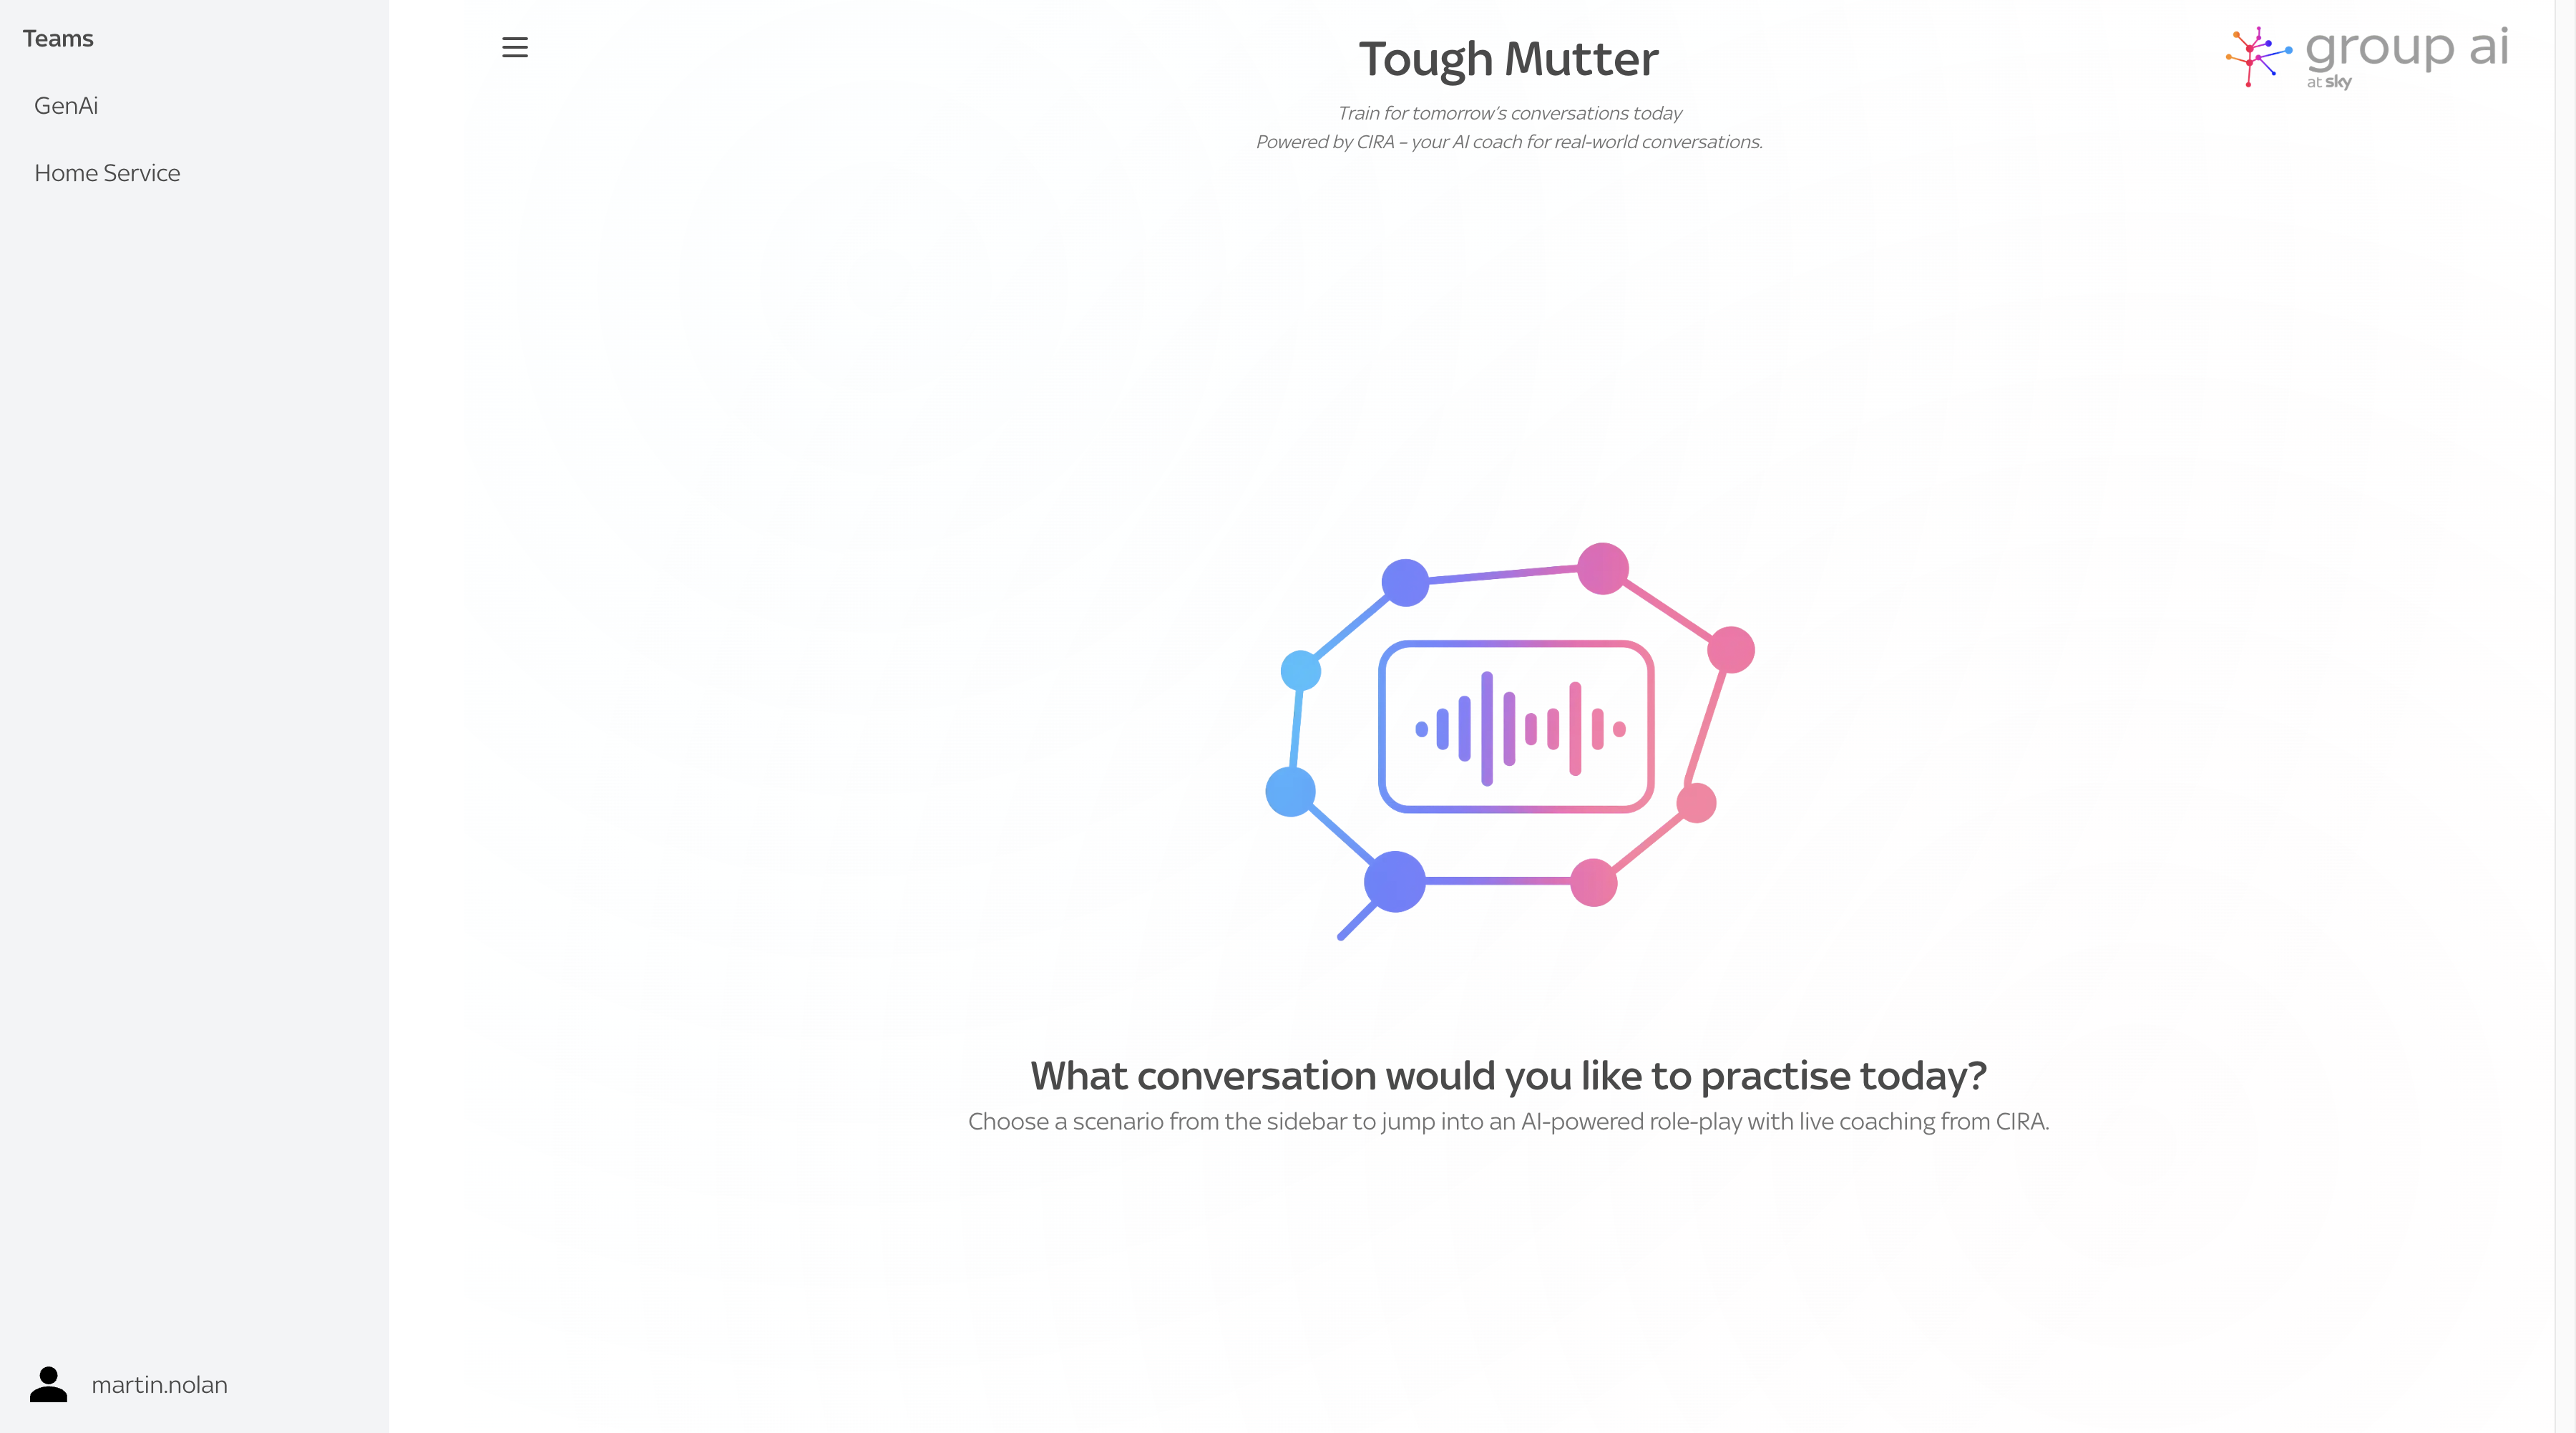 Teams
GenAi
Home Service
martin.nolan
Tough Mutter
Train for tomorrow's conversations today
Powered by CIRA – your AI coach for real-world conversations.
group ai
at sky
What conversation would you like to practise today?
Choose a scenario from the sidebar to jump into an AI-powered role-play with live coaching from CIRA.